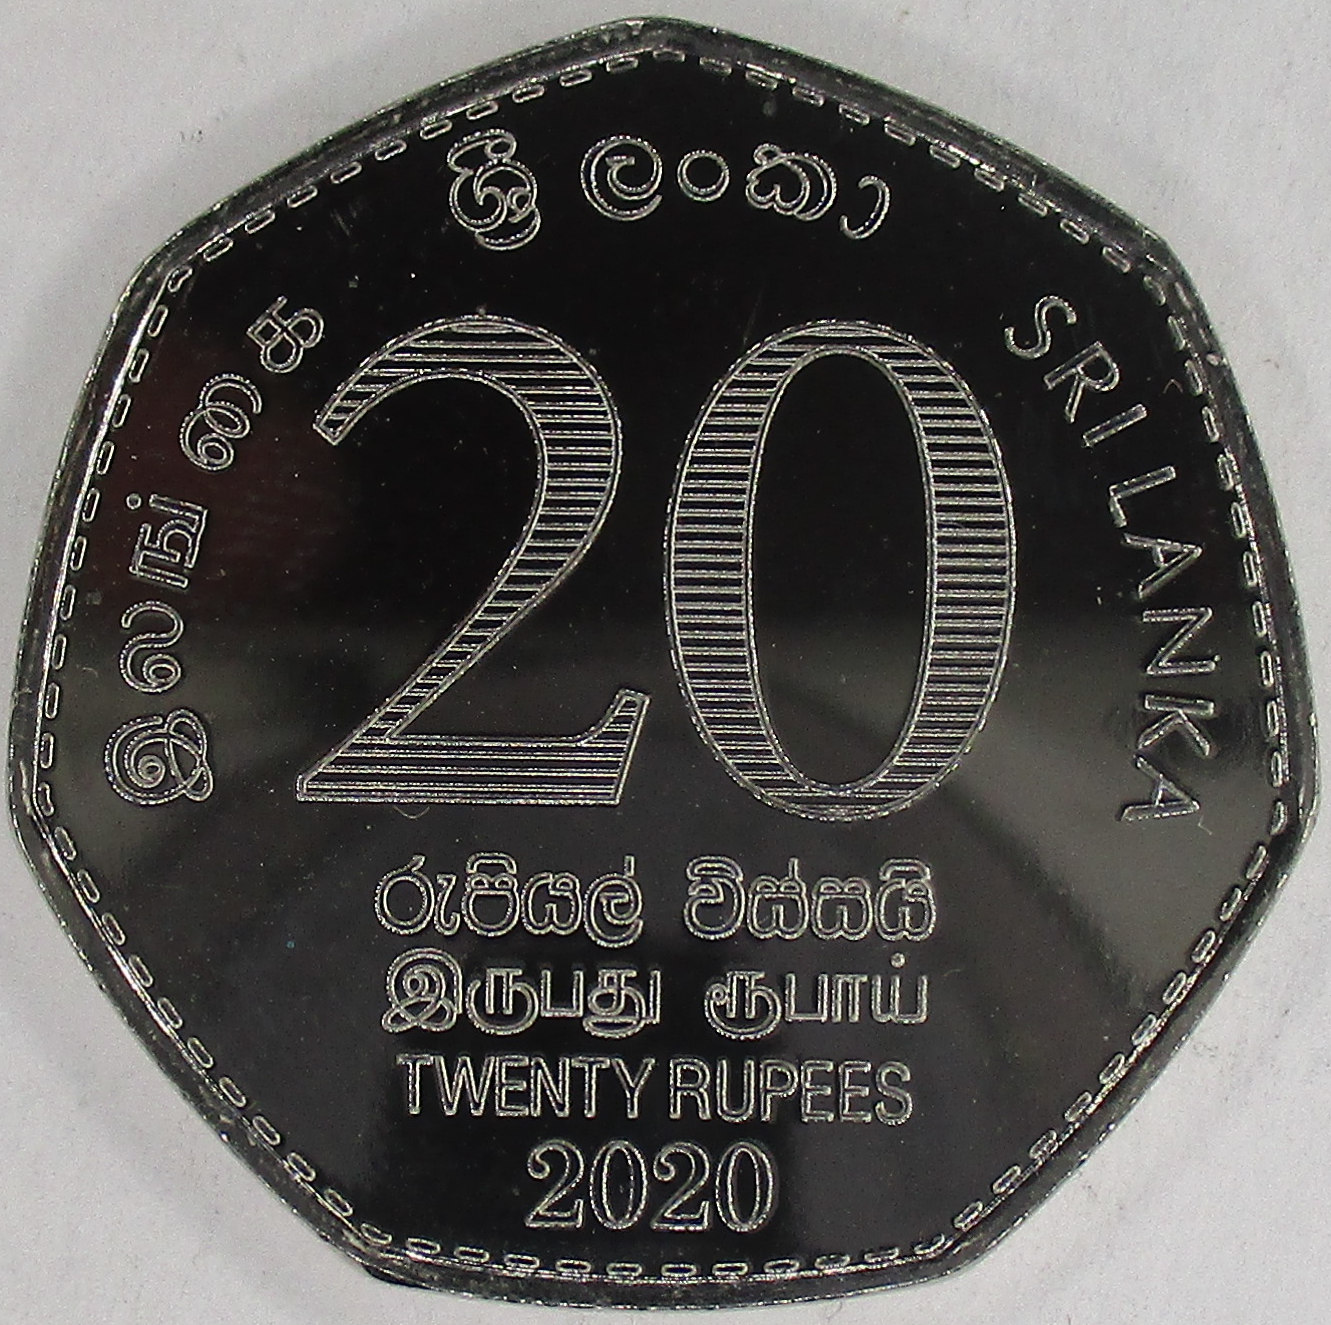 ශ්‍රී ලංකා
இலங்கை
SRI LANKA
20
රුපියල් විස්සයි
இருபது ரூபாய்
TWENTY RUPEES
2020